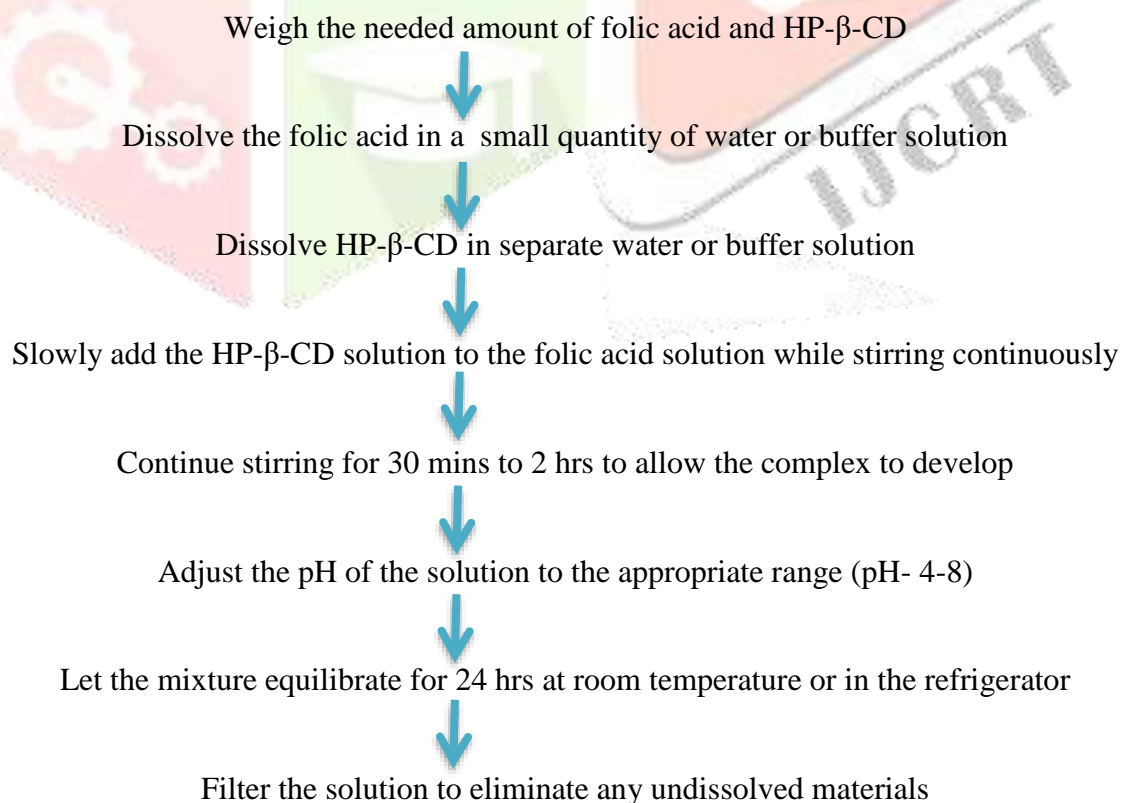 Weigh the needed amount of folic acid and HP-β-CD
Dissolve the folic acid in a small quantity of water or buffer solution
IJCRT
Dissolve HP-β-CD in separate water or buffer solution
Slowly add the HP-β-CD solution to the folic acid solution while stirring continuously
Continue stirring for 30 mins to 2 hrs to allow the complex to develop
Adjust the pH of the solution to the appropriate range (pH- 4-8)
Let the mixture equilibrate for 24 hrs at room temperature or in the refrigerator
Filter the solution to eliminate any undissolved materials